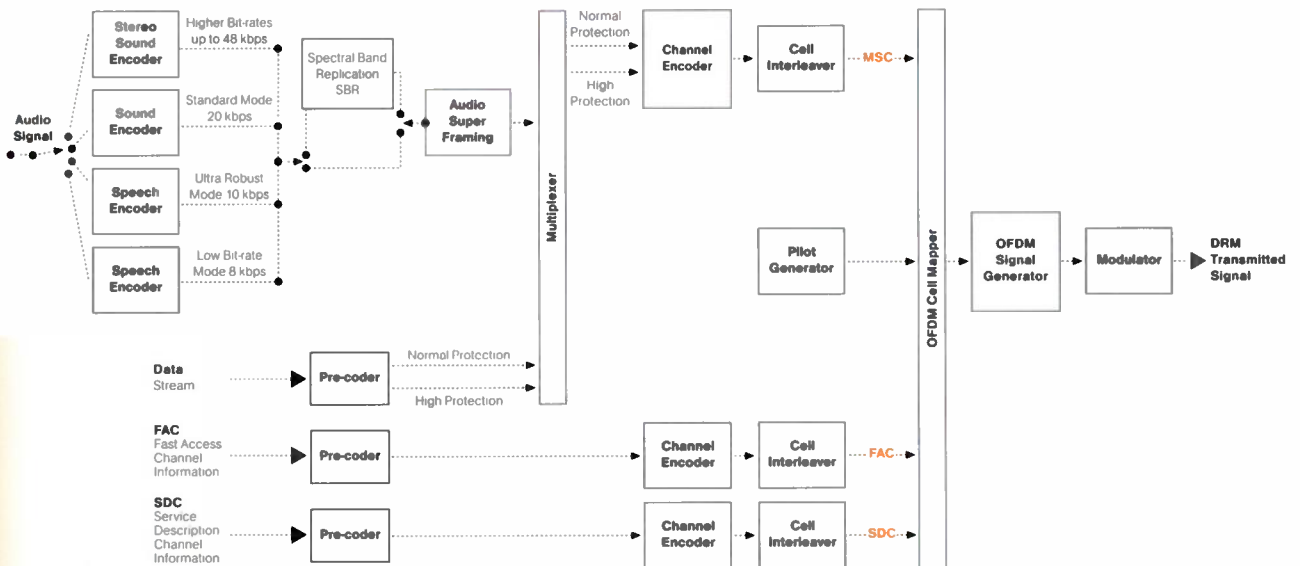 Stereo
Sound
Encoder
Higher Bit-rates
up to 48 kbps
Sound
Encoder
Standard Mode
20 kbps
Audio
Signal
Speech
Encoder
Ultra Robust
Mode 10 kbps
Speech
Encoder
Low Bit-rate
Mode 8 kbps
Spectral Band
Replication
SBR
Audio
Super
Framing
Multiplexer
Normal
Protection
High
Protection
Channel
Encoder
Cell
Interleaver
MSC
Pilot
Generator
OFDM Cell Mapper
OFDM
Signal
Generator
Modulator
DRM
Transmitted
Signal
Data
Stream
Pre-coder
Normal Protection
High Protection
FAC
Fast Access
Channel
Information
Pre-coder
Channel
Encoder
Cell
Interleaver
FAC
SDC
Service
Description
Channel
Information
Pre-coder
Channel
Encoder
Cell
Interleaver
SDC